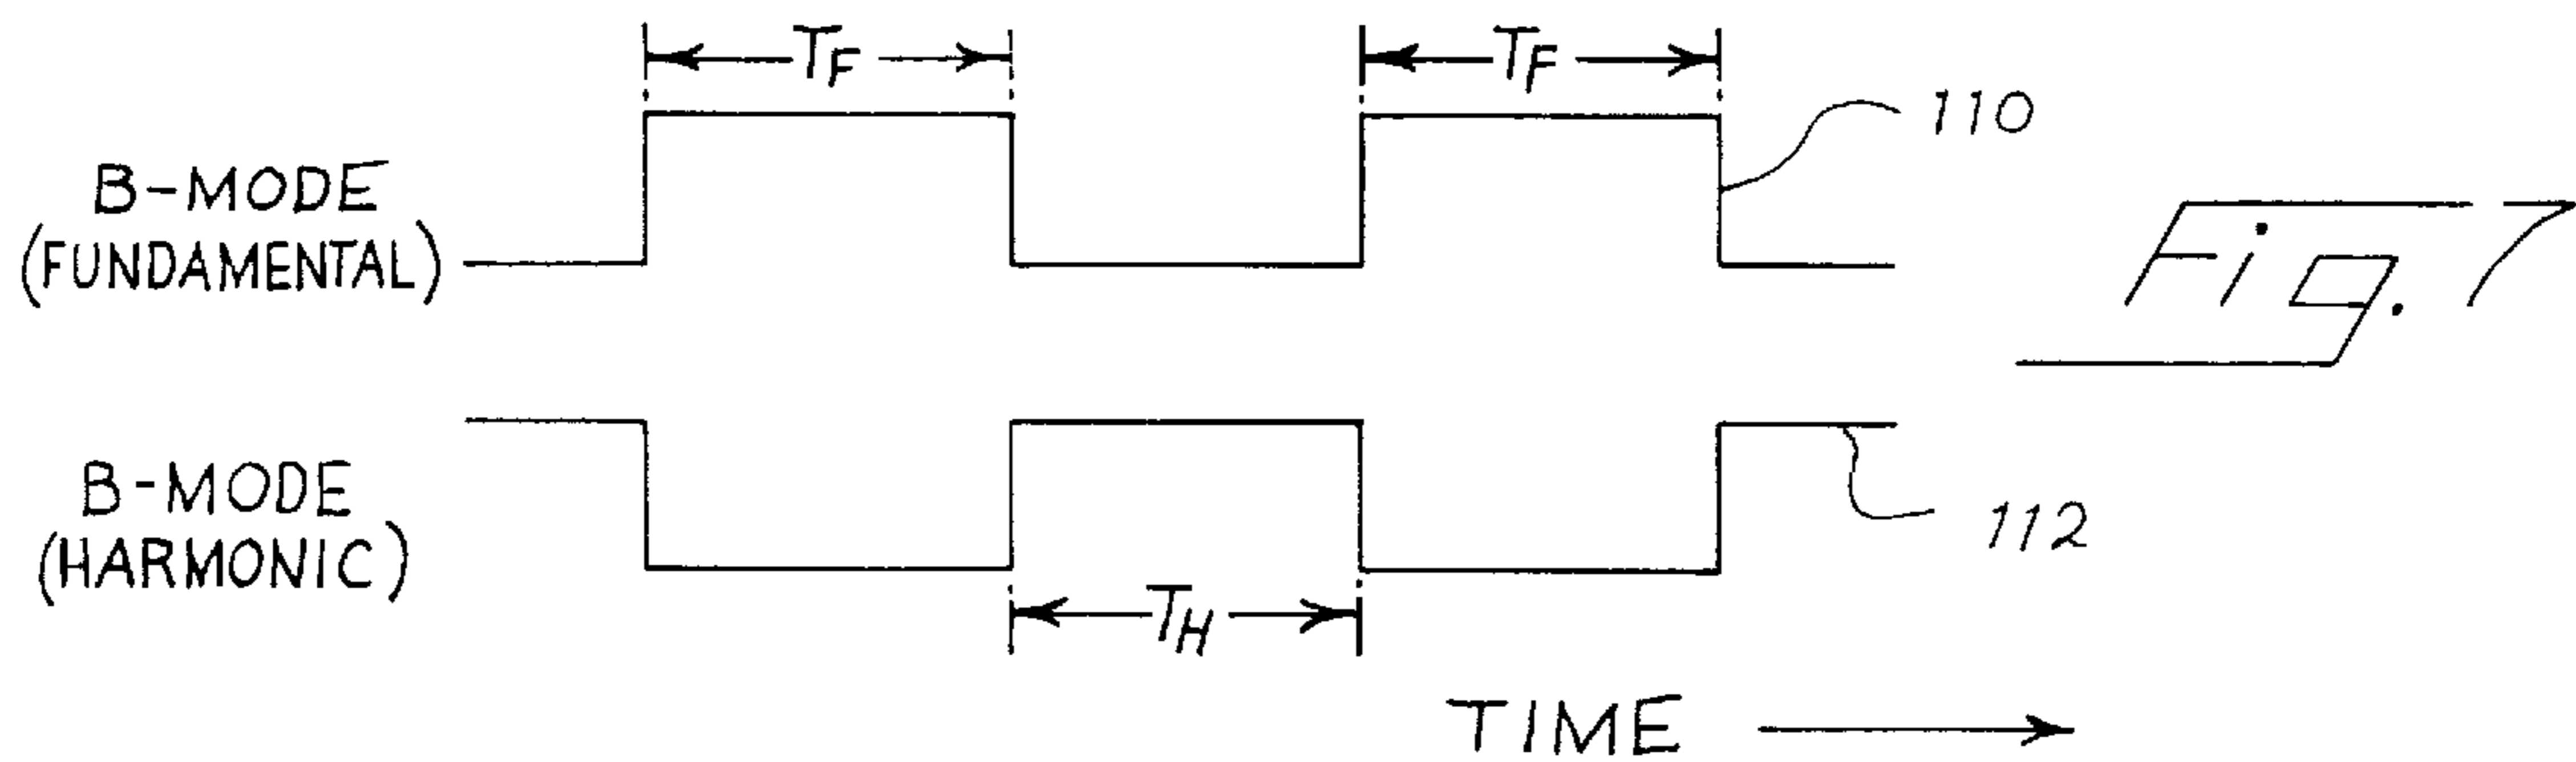 T_F T_F
110
B-MODE
(FUNDAMENTAL)
Fig. 7
B-MODE
(HARMONIC)
112
T_H
TIME